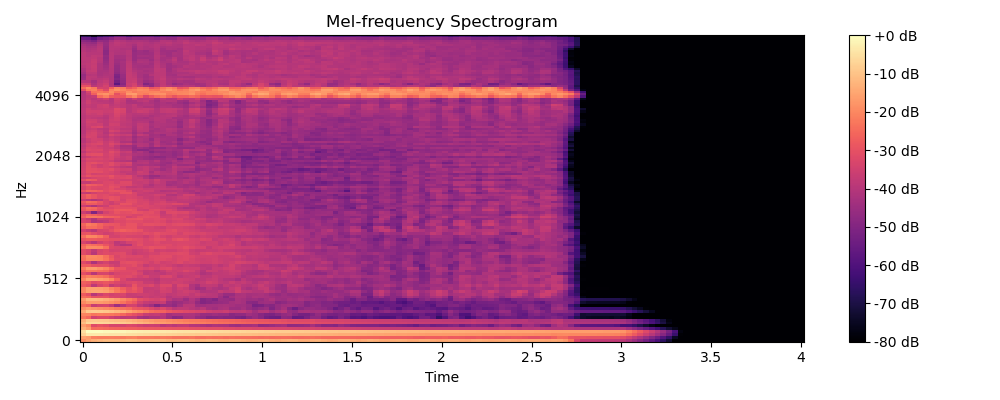 Mel-frequency Spectrogram
Hz
4096
2048
1024
512
0
0 0.5 1 1.5 2 2.5 3 3.5 4
Time
+0 dB
-10 dB
-20 dB
-30 dB
-40 dB
-50 dB
-60 dB
-70 dB
-80 dB